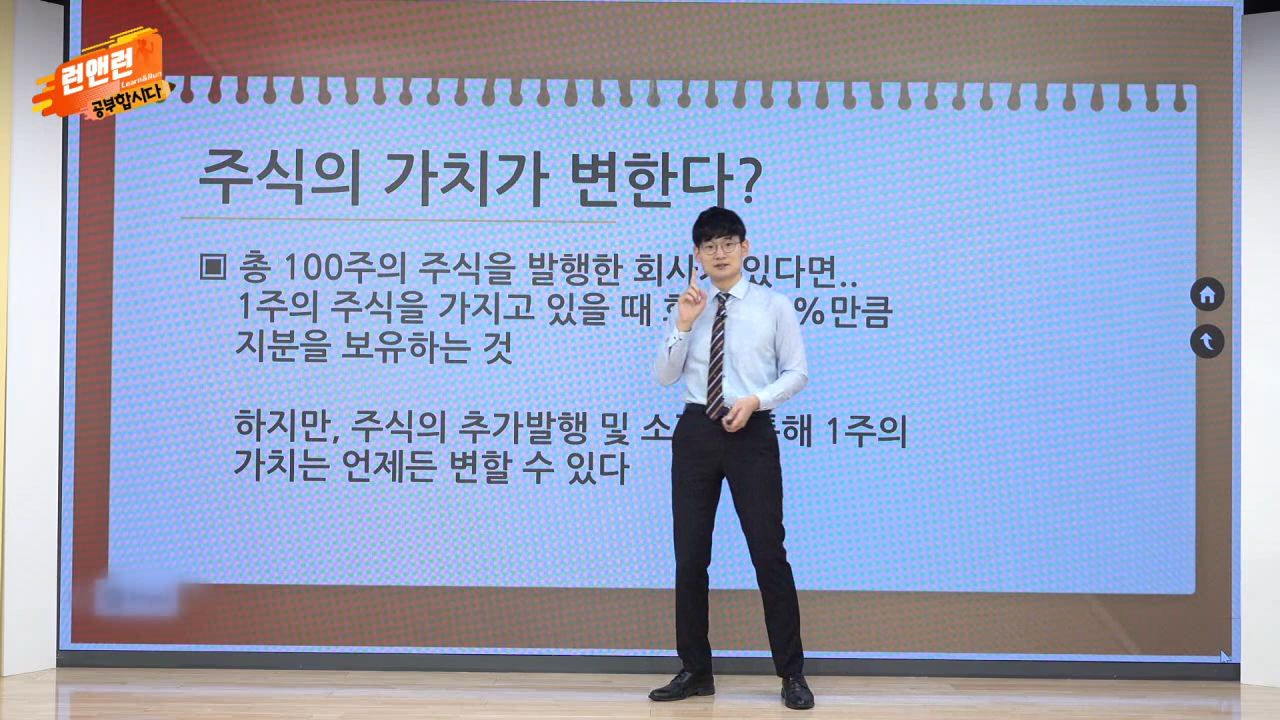 런앤런
Learn&Run
공부합시다
주식의 가치가 변한다?
▣ 총 100주의 주식을 발행한 회사가 있다면..
1주의 주식을 가지고 있을 때 %만큼
지분을 보유하는 것
하지만, 주식의 추가발행 및 1주의
가치는 언제든 변할 수 있다